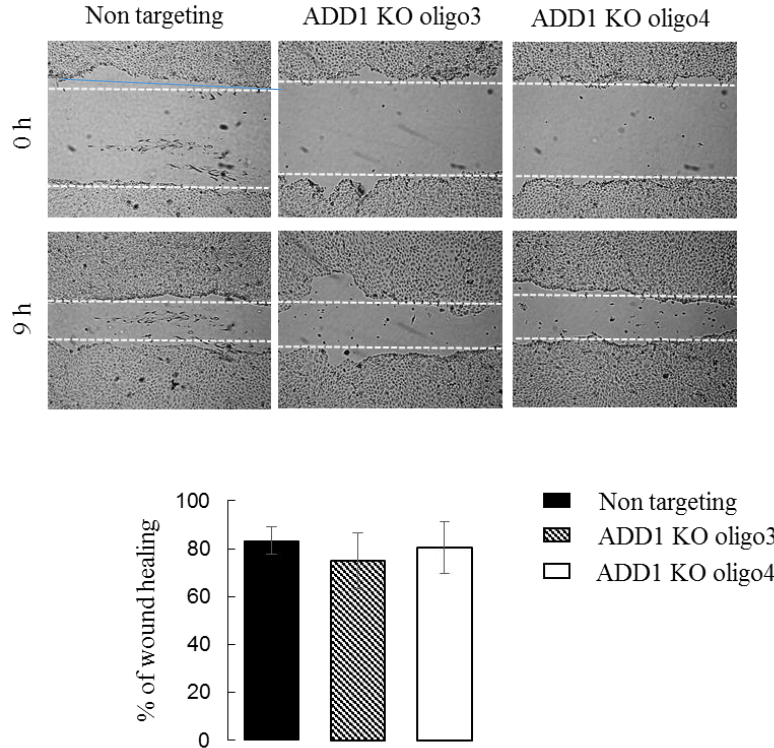 Non targeting
ADD1 KO oligo3
ADD1 KO oligo4
0 h
9 h
% of wound healing
100
80
60
40
20
0
Non targeting
ADD1 KO oligo3
ADD1 KO oligo4